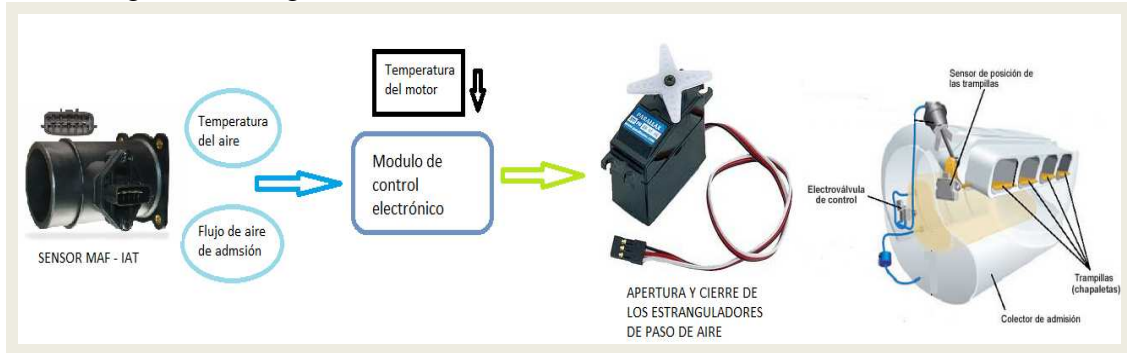 Temperatura
del aire
Flujo de aire
de admsión
SENSOR MAF - IAT
Temperatura
del motor
Modulo de
control
electrónico
PARALLAX
APERTURA Y CIERRE DE
LOS ESTRANGULADORES
DE PASO DE AIRE
Sensor de posición de
las trampillas
Electroválvula
de control
Trampillas
(chapaletas)
Colector de admisión